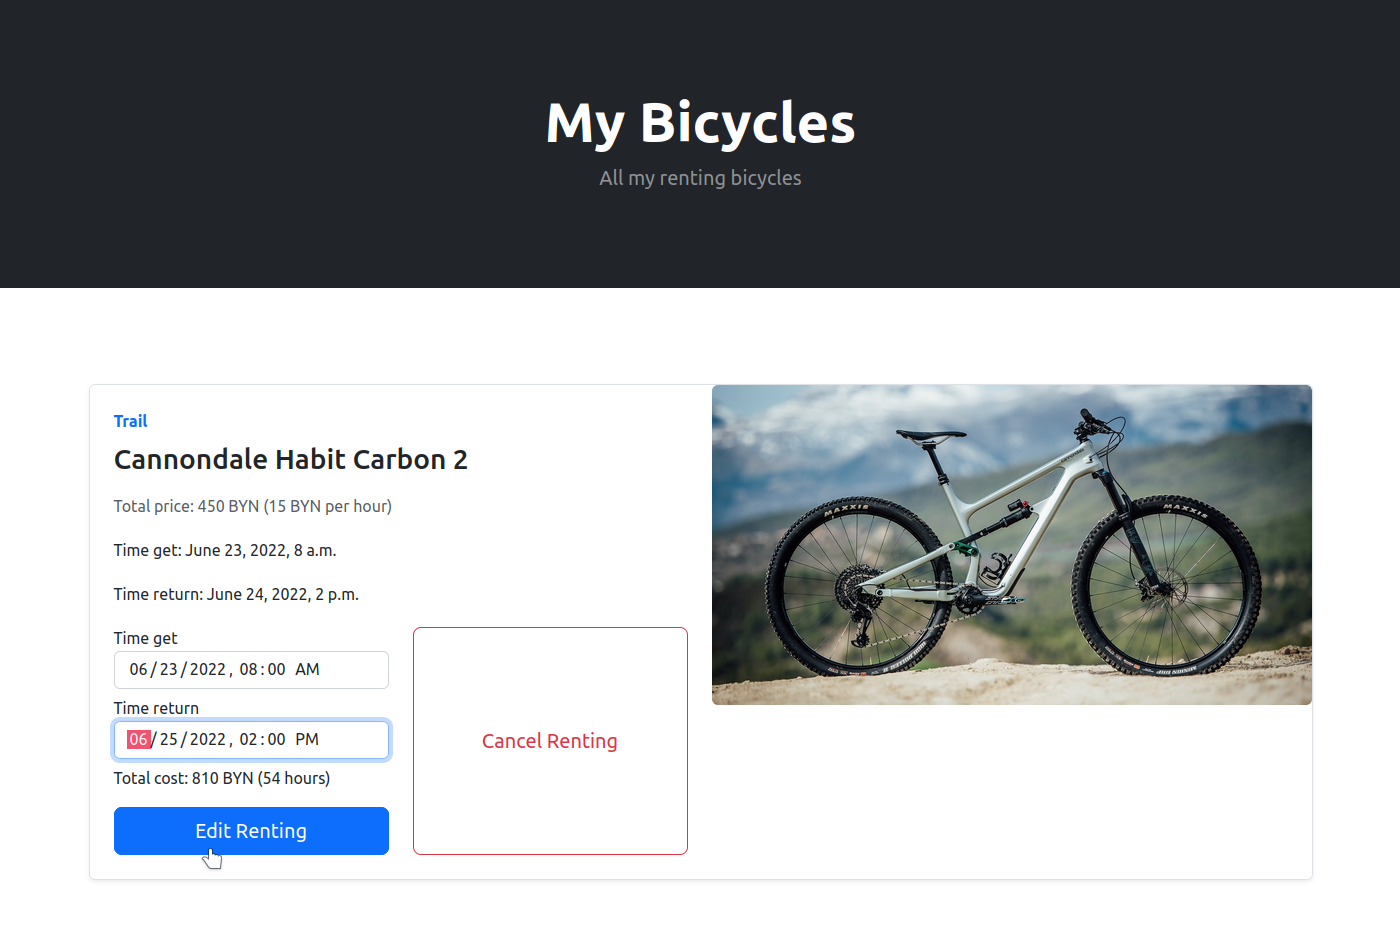 My Bicycles
All my renting bicycles
Trail
Cannondale Habit Carbon 2
Total price: 450 BYN (15 BYN per hour)
Time get: June 23, 2022, 8 a.m.
Time return: June 24, 2022, 2 p.m.
Time get
06/23/2022, 08:00 AM
Time return
06/25/2022, 02:00 PM
Total cost: 810 BYN (54 hours)
Edit Renting
Cancel Renting
MAXXIS
MAXXIS